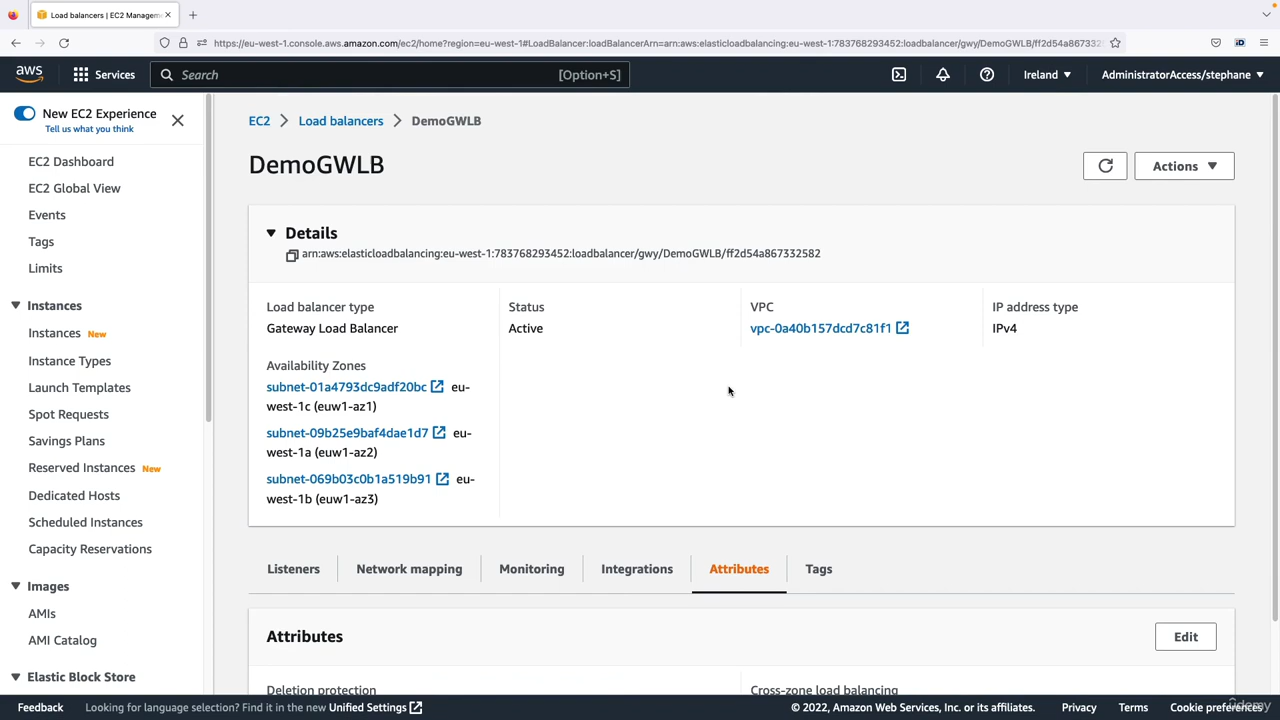 Load balancers | EC2 Managem
https://eu-west-1.console.aws.amazon.com/ec2/home?region=eu-west-1#LoadBalancer:loadBalancerArn=arn:aws:elasticloadbalancing:eu-west-1:783768293452:loadbalancer/gwy/DemoGWLB/ff2d54a867332
aws Services Search [Option+S] Ireland AdministratorAccess/stephane
New EC2 Experience
Tell us what you think
EC2 Dashboard
EC2 Global View
Events
Tags
Limits
Instances
Instances New
Instance Types
Launch Templates
Spot Requests
Savings Plans
Reserved Instances New
Dedicated Hosts
Scheduled Instances
Capacity Reservations
Images
AMIs
AMI Catalog
Elastic Block Store
EC2 > Load balancers > DemoGWLB
DemoGWLB
Actions
Details
arn:aws:elasticloadbalancing:eu-west-1:783768293452:loadbalancer/gwy/DemoGWLB/ff2d54a867332582
Load balancer type
Gateway Load Balancer
Status
Active
VPC
vpc-0a40b157dcd7c81f1
IP address type
IPv4
Availability Zones
subnet-01a4793dc9adf20bc eu-
west-1c (euw1-az1)
subnet-09b25e9baf4dae1d7 eu-
west-1a (euw1-az2)
subnet-069b03c0b1a519b91 eu-
west-1b (euw1-az3)
Listeners Network mapping Monitoring Integrations Attributes Tags
Attributes
Edit
Deletion protection
Cross-zone load balancing
Feedback Looking for language selection? Find it in the new Unified Settings © 2022, Amazon Web Services, Inc. or its affiliates. Privacy Terms Cookie preferences
udemy